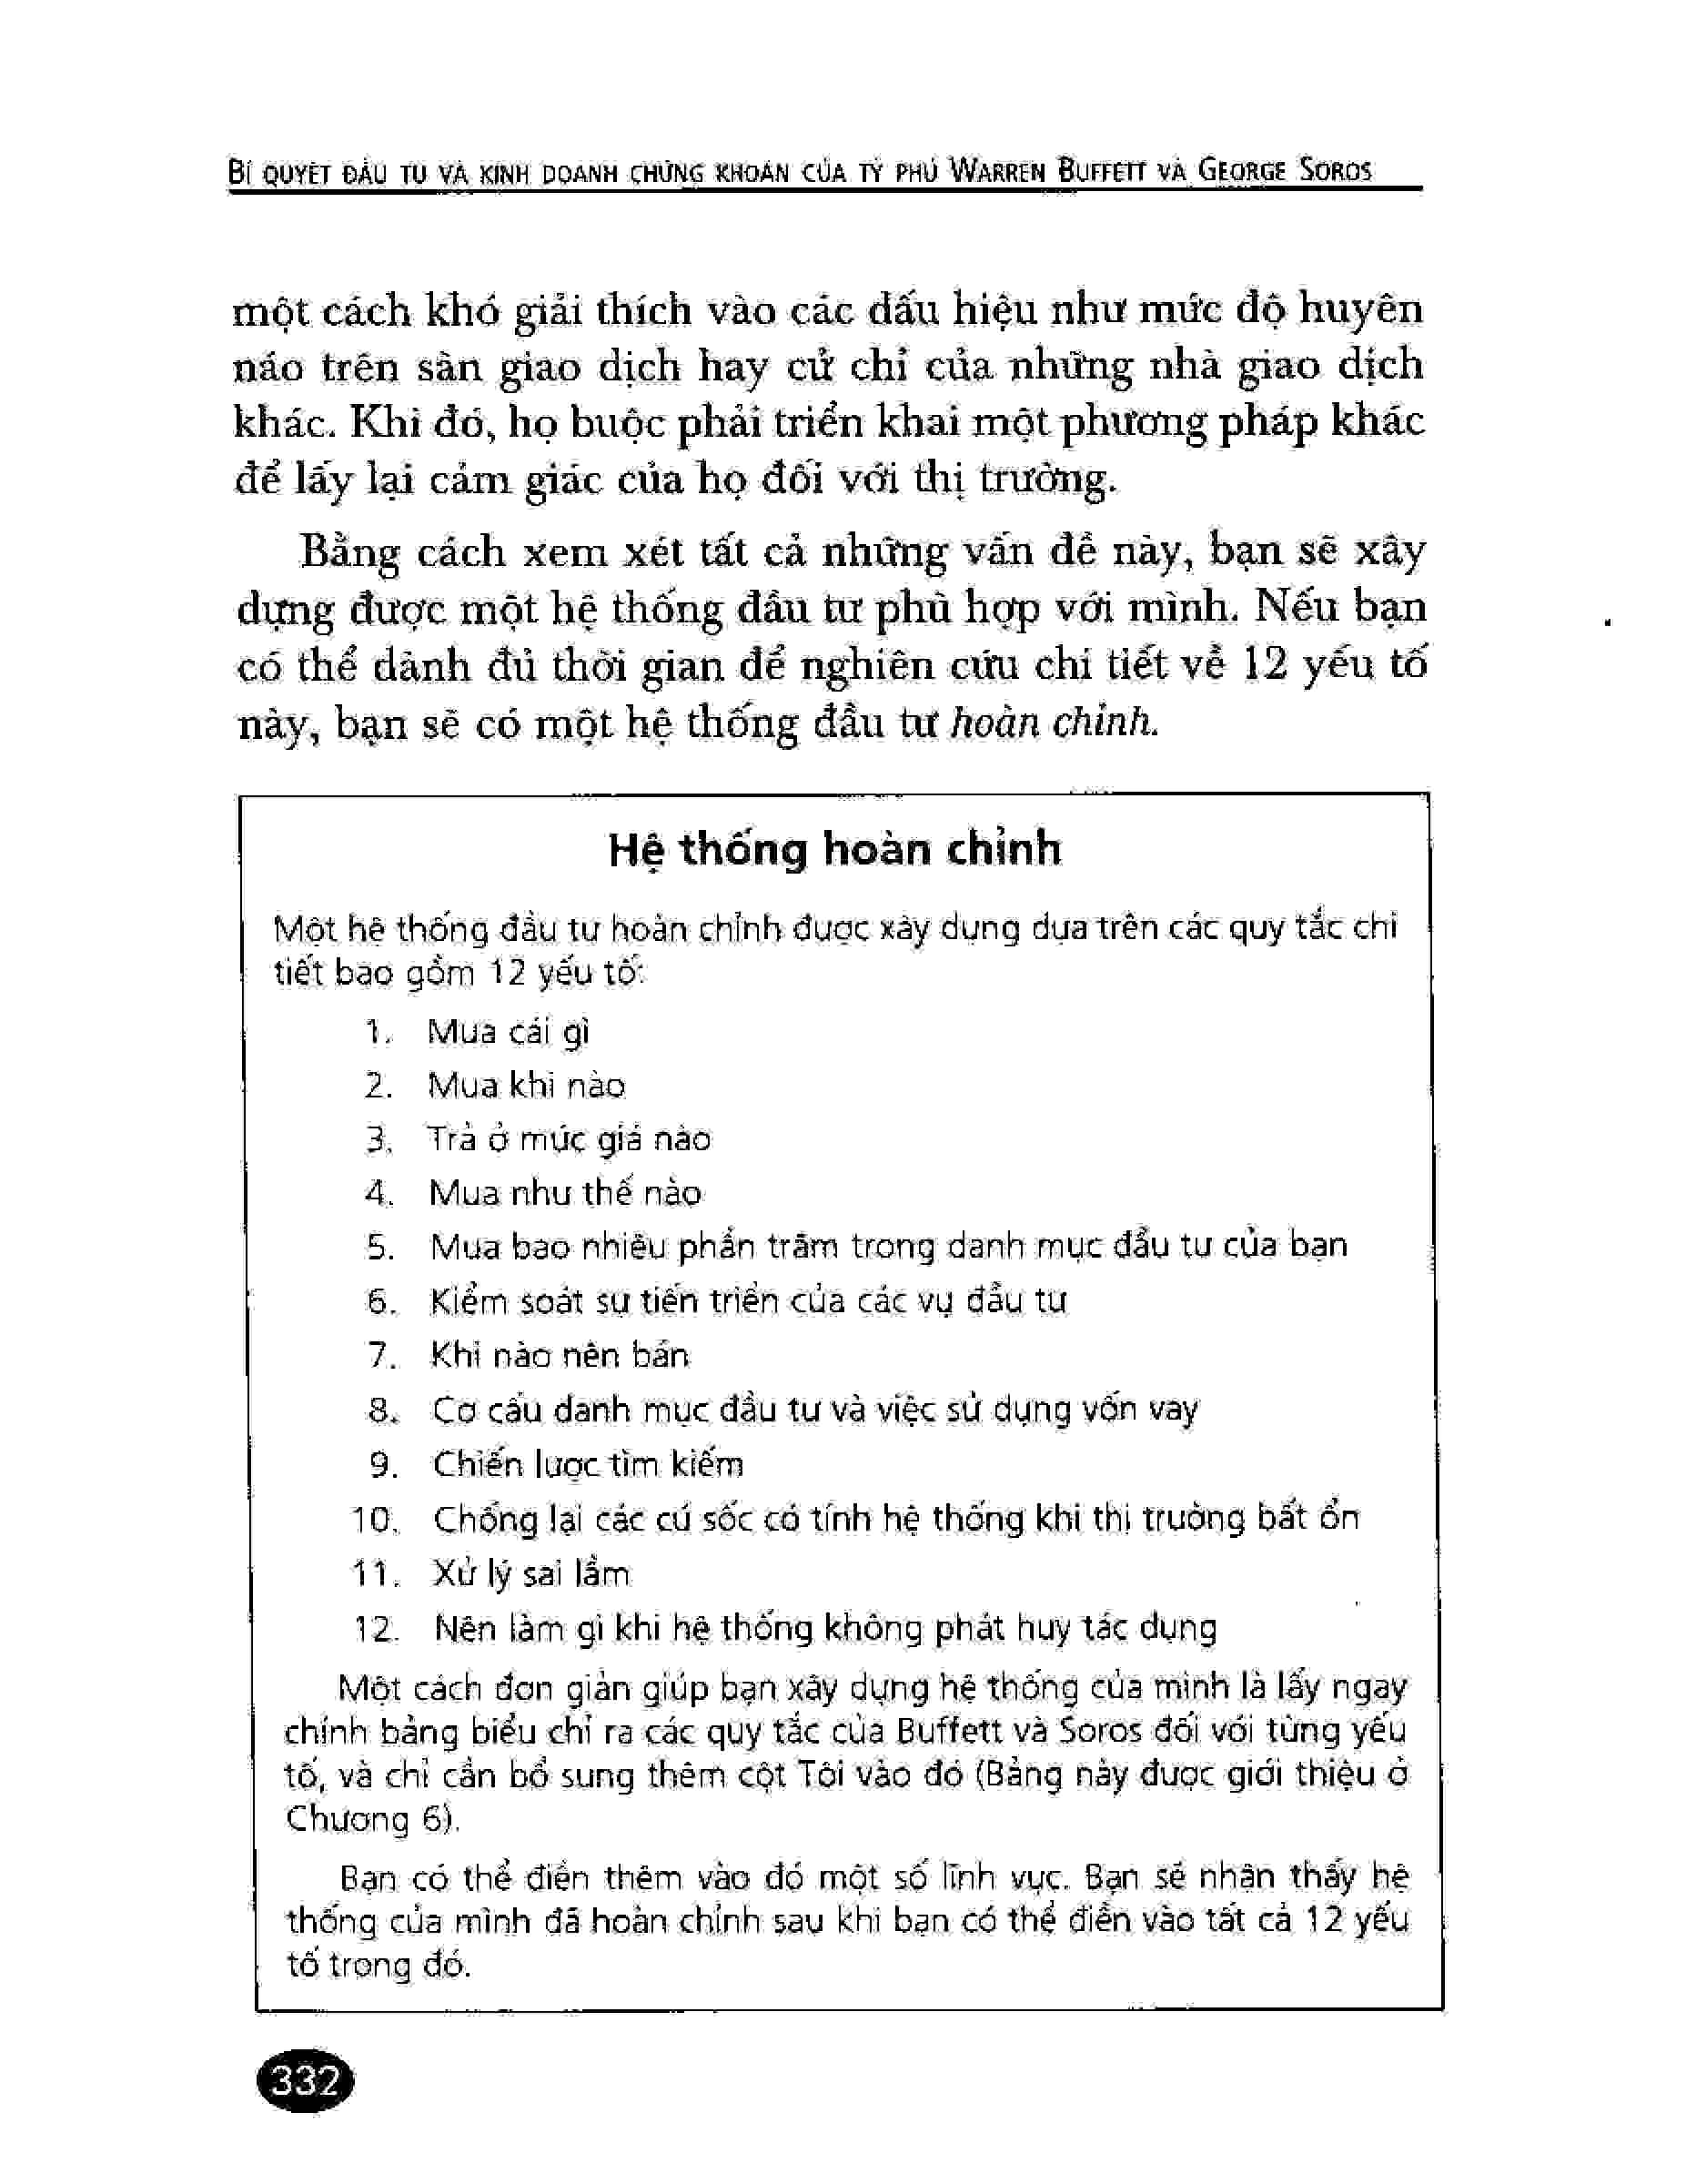 BÍ QUYẾT ĐẦU TƯ VÀ KINH DOANH CHỨNG KHOÁN CỦA TỶ PHÚ WARREN BUFFETT VÀ GEORGE SOROS
một cách khó giải thích vào các dấu hiệu như mức độ huyên
náo trên sàn giao dịch hay cử chỉ của những nhà giao dịch
khác. Khi đó, họ buộc phải triển khai một phương pháp khác
để lấy lại cảm giác của họ đối với thị trường.
Bằng cách xem xét tất cả những vấn đề này, bạn sẽ xây
dựng được một hệ thống đầu tư phù hợp với mình. Nếu bạn
có thể dành đủ thời gian để nghiên cứu chi tiết về 12 yếu tố
này, bạn sẽ có một hệ thống đầu tư hoàn chỉnh.
Hệ thống hoàn chỉnh
Một hệ thống đầu tư hoàn chỉnh được xây dựng dựa trên các quy tắc chi
tiết bao gồm 12 yếu tố:
1. Mua cái gì
2. Mua khi nào
3. Trả ở mức giá nào
4. Mua như thế nào
5. Mua bao nhiêu phần trăm trong danh mục đầu tư của bạn
6. Kiểm soát sự tiến triển của các vụ đầu tư
7. Khi nào nên bán
8. Cơ cấu danh mục đầu tư và việc sử dụng vốn vay
9. Chiến lược tìm kiếm
10. Chống lại các cú sốc có tính hệ thống khi thị trường bất ổn
11. Xử lý sai lầm
12. Nên làm gì khi hệ thống không phát huy tác dụng
Một cách đơn giản giúp bạn xây dựng hệ thống của mình là lấy ngay
chính bảng biểu chỉ ra các quy tắc của Buffett và Soros đối với từng yếu
tố, và chỉ cần bổ sung thêm cột Tôi vào đó (Bảng này được giới thiệu ở
Chương 6).
Bạn có thể điền thêm vào đó một số lĩnh vực. Bạn sẽ nhận thấy hệ
thống của mình đã hoàn chỉnh sau khi bạn có thể điền vào tất cả 12 yếu
tố trong đó.
332